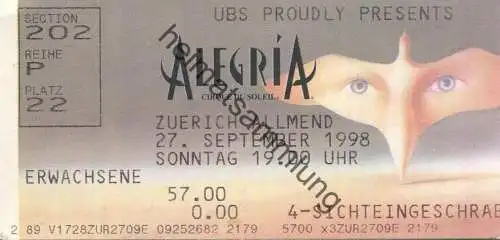 SECTION
202
REIHE
P
PLATZ
22
UBS PROUDLY PRESENTS
ALEGRÍA
CIRQUE DU SOLEIL
ZUERICH ALLMEND
27. SEPTEMBER 1998
SONNTAG 19.00 UHR
ERWACHSENE
57.00
0.00
4-SICHTEINGESCHRAE
2 89 V1728ZUR2709E 09252682 2179
5700 x3ZUR2709E 2179
heimatsammlung